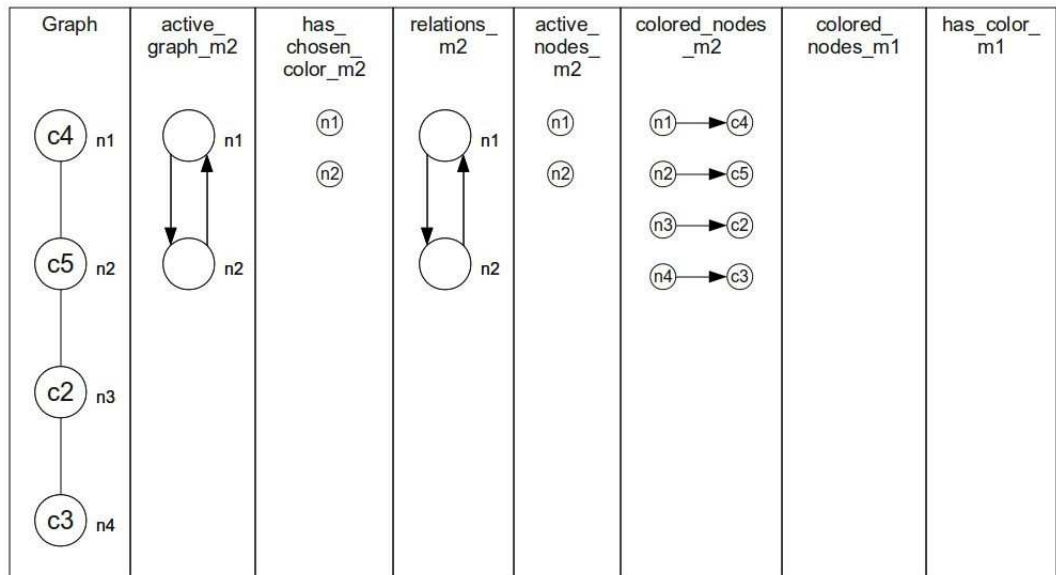 Graph
active_
graph_m2
has_
chosen_
color_m2
relations_
m2
active_
nodes_
m2
colored_nodes
_m2
colored_
nodes_m1
has_color_
m1
c4 n1
n1
n1
n1
n1
n1 c4
n2
n2
n2 c5
n3 c2
c5 n2
n2
n2
n4 c3
c2 n3
c3 n4